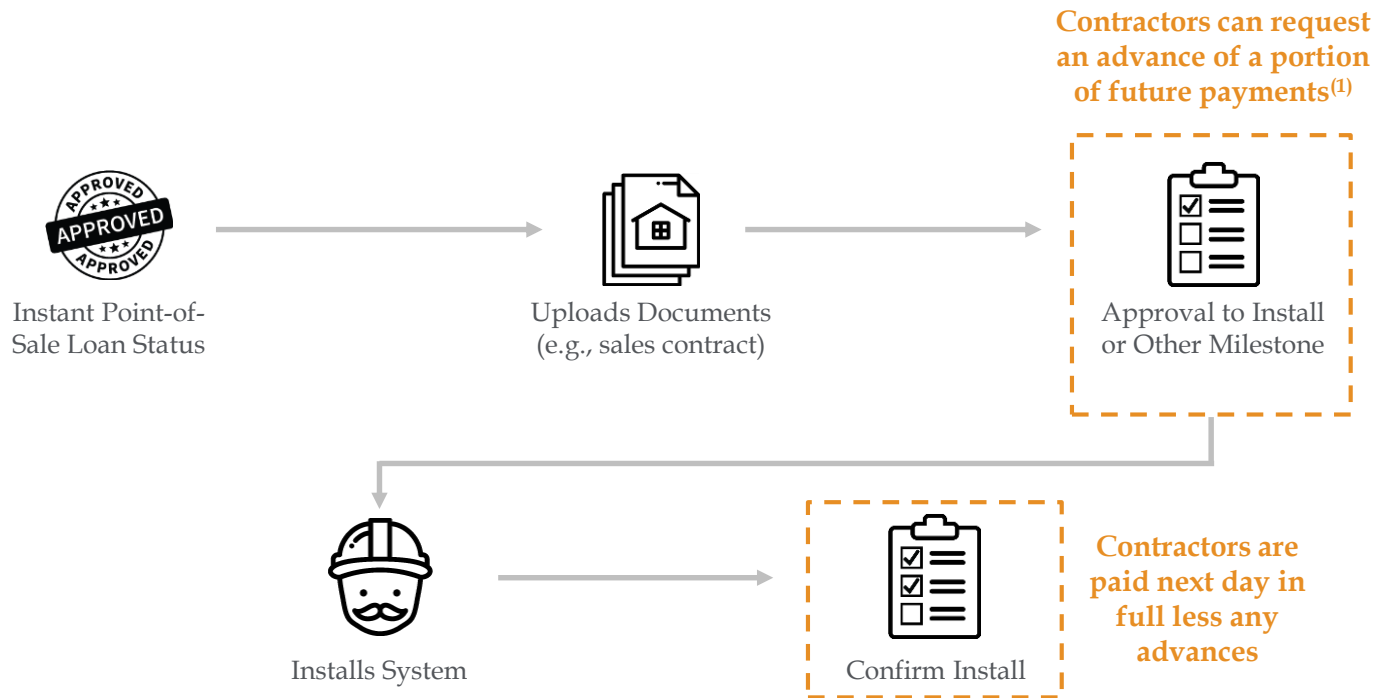 Contractors can request
an advance of a portion
of future payments(1)
APPROVED
APPROVED
APPROVED
Instant Point-of-
Sale Loan Status
Uploads Documents
(e.g., sales contract)
Approval to Install
or Other Milestone
Installs System
Confirm Install
Contractors are
paid next day in
full less any
advances